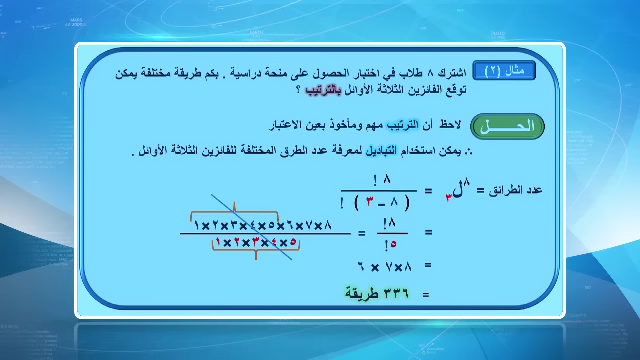 مثال (٢)
اشترك ٨ طلاب في اختبار الحصول على منحة دراسية . بكم طريقة مختلفة يمكن
توقع الفائزين الثلاثة الأوائل بالترتيب ؟
الحـــل
لاحظ أن الترتيب مهم ومأخوذ بعين الاعتبار
∴ يمكن استخدام التباديل لمعرفة عدد الطرق المختلفة للفائزين الثلاثة الأوائل .
عدد الطرائق = ٨ل٣ = ٨! / (٨ – ٣)!
= ٨! / ٥! = ٨×٧×٦×٥×٤×٣×٢×١ / ٥×٤×٣×٢×١
= ٨×٧ × ٦
= ٣٣٦ طريقة